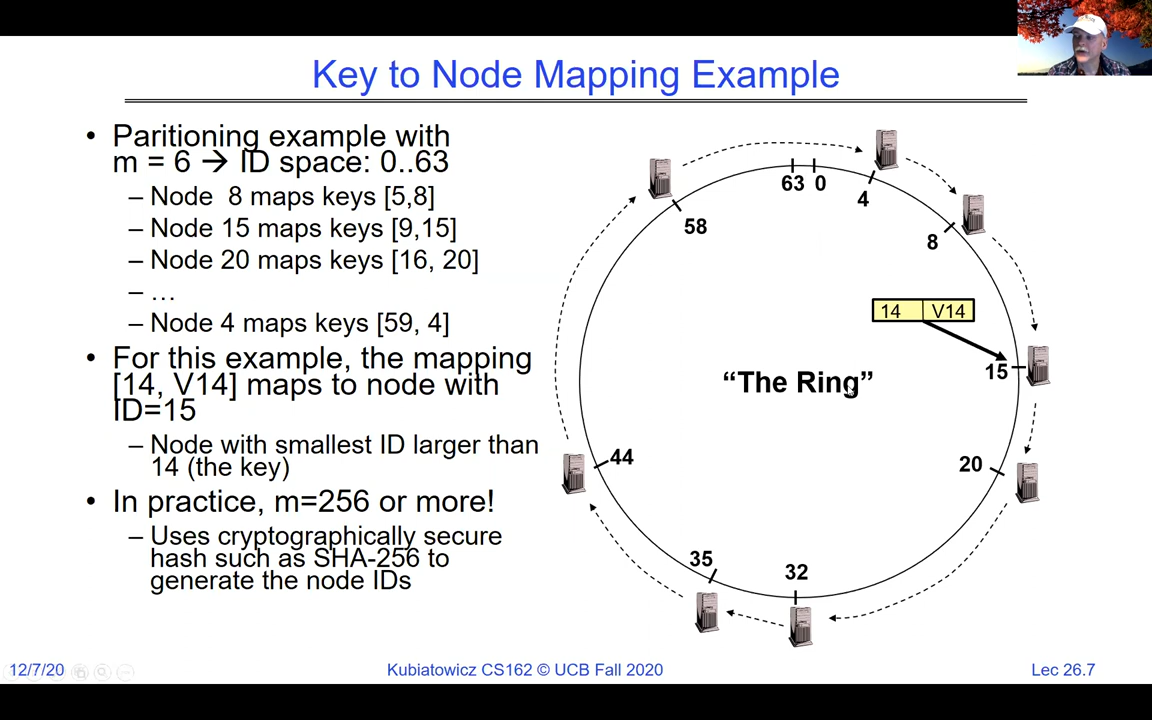 Key to Node Mapping Example
• Paritioning example with
m = 6 → ID space: 0..63
– Node 8 maps keys [5,8]
– Node 15 maps keys [9,15]
– Node 20 maps keys [16, 20]
– …
– Node 4 maps keys [59, 4]
• For this example, the mapping
[14, V14] maps to node with
ID=15
– Node with smallest ID larger than
14 (the key)
• In practice, m=256 or more!
– Uses cryptographically secure
hash such as SHA-256 to
generate the node IDs
63 0
4
58
8
14 V14
15
“The Ring”
44
20
35
32
12/7/20
Kubiatowicz CS162 © UCB Fall 2020
Lec 26.7